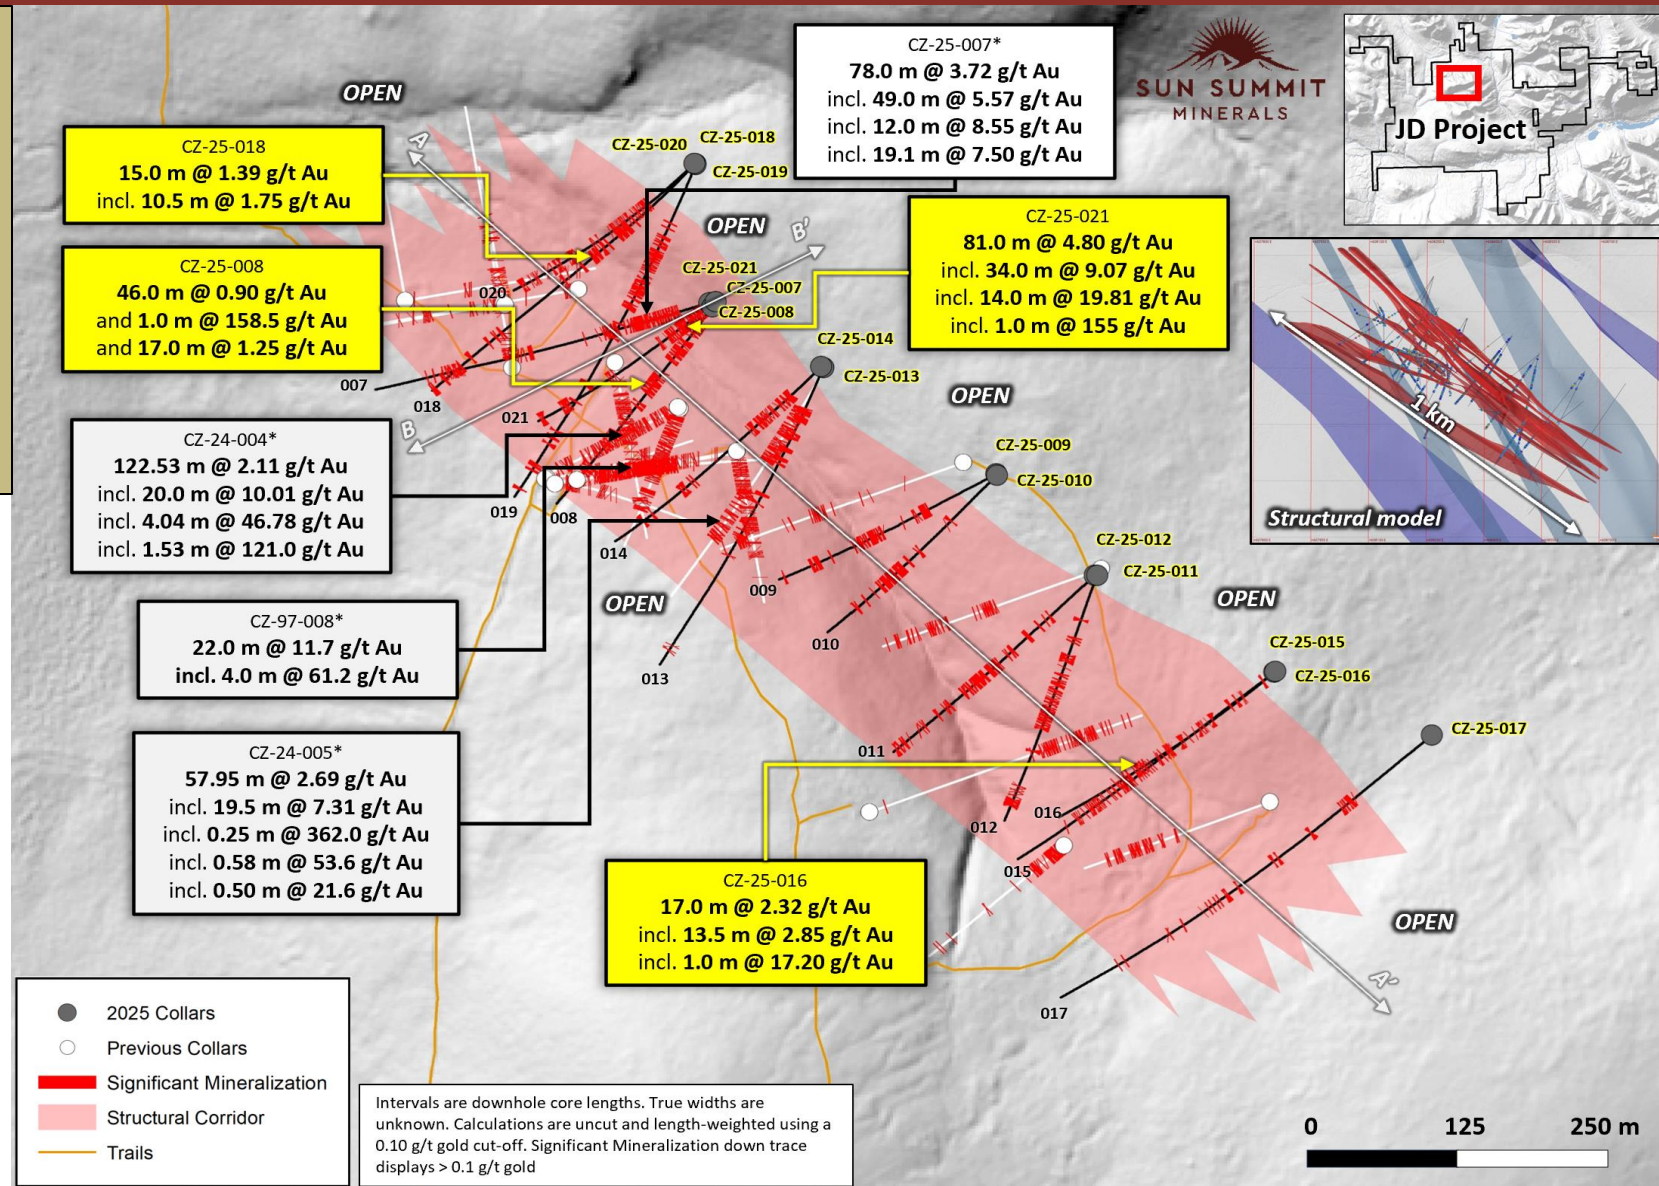 OPEN
CZ-25-007*
78.0 m @ 3.72 g/t Au
incl. 49.0 m @ 5.57 g/t Au
incl. 12.0 m @ 8.55 g/t Au
incl. 19.1 m @ 7.50 g/t Au
SUN SUMMIT
MINERALS
JD Project
A
CZ-25-020
CZ-25-018
CZ-25-019
CZ-25-018
15.0 m @ 1.39 g/t Au
incl. 10.5 m @ 1.75 g/t Au
OPEN
B'
CZ-25-021
81.0 m @ 4.80 g/t Au
incl. 34.0 m @ 9.07 g/t Au
incl. 14.0 m @ 19.81 g/t Au
incl. 1.0 m @ 155 g/t Au
CZ-25-008
46.0 m @ 0.90 g/t Au
and 1.0 m @ 158.5 g/t Au
and 17.0 m @ 1.25 g/t Au
CZ-25-021
CZ-25-007
CZ-25-008
020
CZ-25-014
CZ-25-013
007
018
021
B
OPEN
1 km
Structural model
CZ-24-004*
122.53 m @ 2.11 g/t Au
incl. 20.0 m @ 10.01 g/t Au
incl. 4.04 m @ 46.78 g/t Au
incl. 1.53 m @ 121.0 g/t Au
CZ-25-009
CZ-25-010
019
008
014
CZ-25-012
CZ-25-011
009
OPEN
OPEN
CZ-97-008*
22.0 m @ 11.7 g/t Au
incl. 4.0 m @ 61.2 g/t Au
010
013
CZ-25-015
CZ-25-016
CZ-25-017
CZ-24-005*
57.95 m @ 2.69 g/t Au
incl. 19.5 m @ 7.31 g/t Au
incl. 0.25 m @ 362.0 g/t Au
incl. 0.58 m @ 53.6 g/t Au
incl. 0.50 m @ 21.6 g/t Au
011
016
012
015
CZ-25-016
17.0 m @ 2.32 g/t Au
incl. 13.5 m @ 2.85 g/t Au
incl. 1.0 m @ 17.20 g/t Au
OPEN
A'
017
2025 Collars
Previous Collars
Significant Mineralization
Structural Corridor
Trails
Intervals are downhole core lengths. True widths are
unknown. Calculations are uncut and length-weighted using a
0.10 g/t gold cut-off. Significant Mineralization down trace
displays > 0.1 g/t gold
0 125 250 m